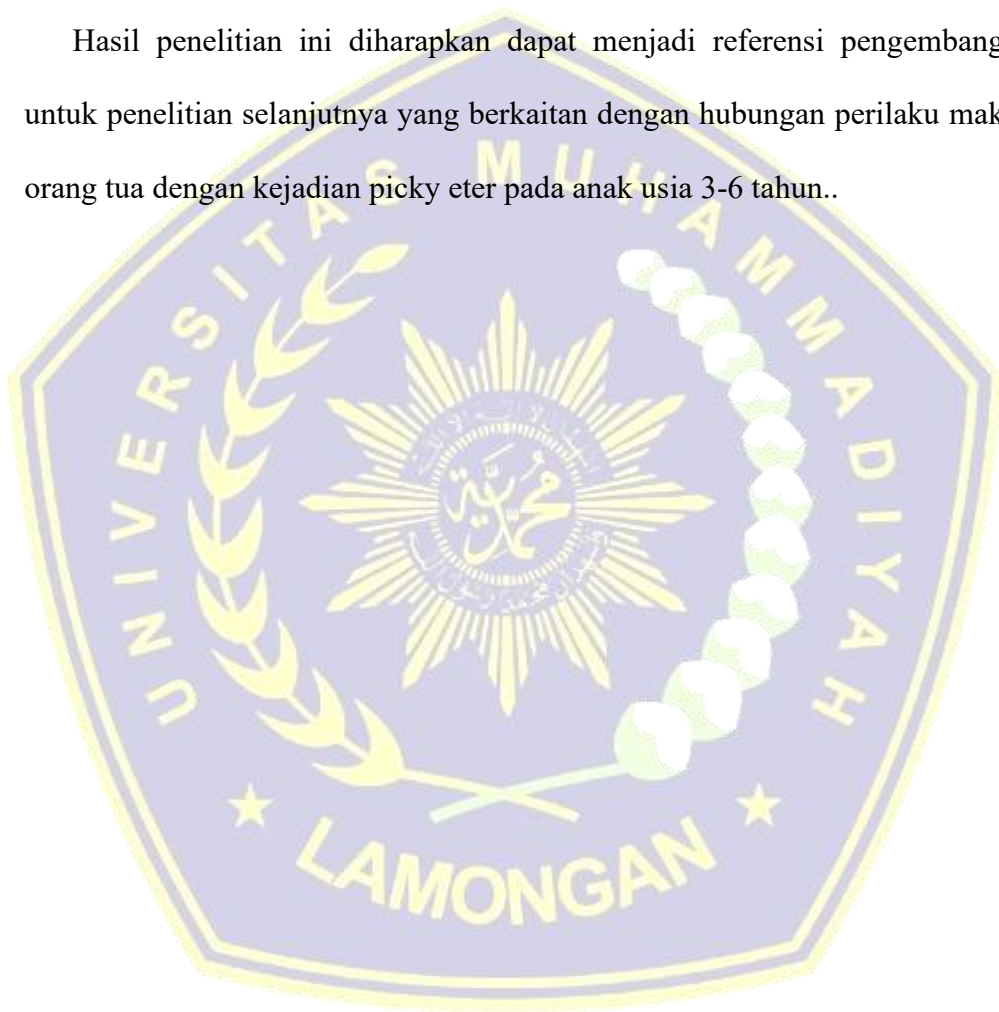 Hasil penelitian ini diharapkan dapat menjadi referensi pengembang
untuk penelitian selanjutnya yang berkaitan dengan hubungan perilaku mak
orang tua dengan kejadian picky eter pada anak usia 3-6 tahun..
UNIVERSITAS MUHAMMADIYAH
محمدية
LAMONGAN